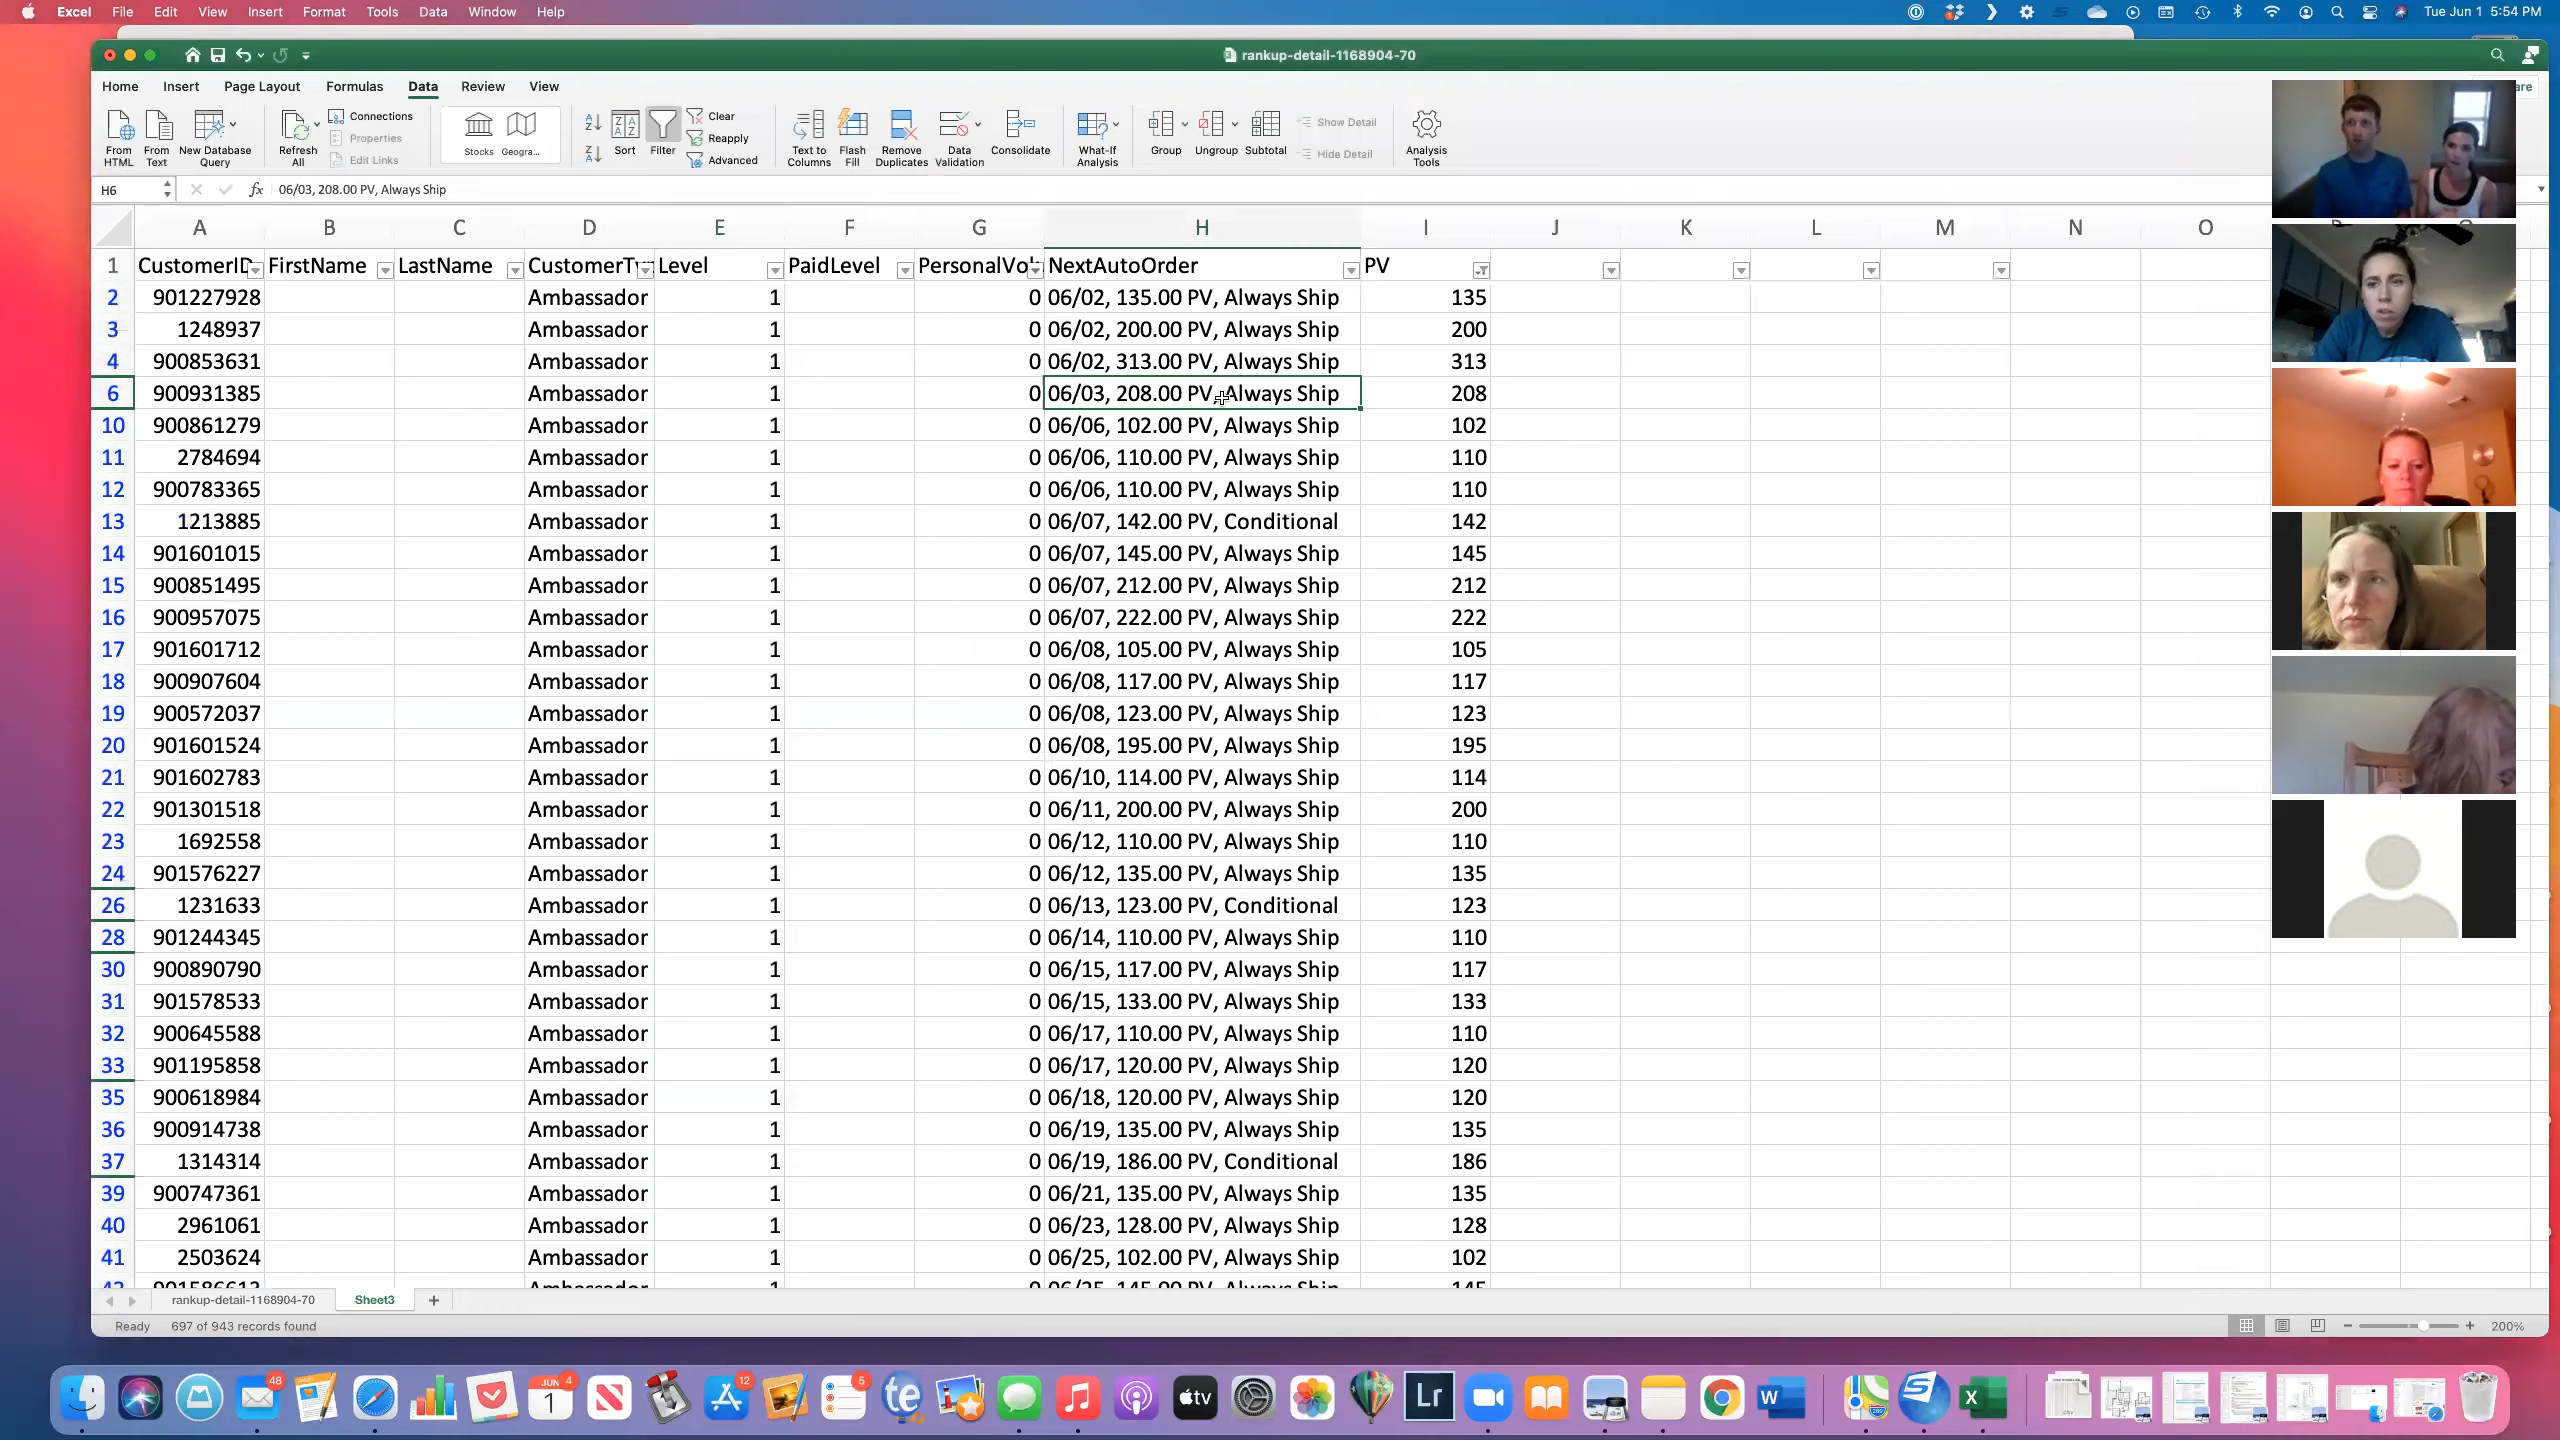 Excel File Edit View Insert Format Tools Data Window Help Tue Jun 1 5:54 PM
rankup-detail-1168904-70
Home Insert Page Layout Formulas Data Review View
From HTML From Text New Database Query Refresh All Connections Properties Edit Links Stocks Geogra... Sort Filter Clear Reapply Advanced Text to Columns Flash Fill Remove Duplicates Data Validation Consolidate What-If Analysis Group Ungroup Subtotal Show Detail Hide Detail Analysis Tools
H6 fx 06/03, 208.00 PV, Always Ship
A B C D E F G H I J K L M N O
1 CustomerID FirstName LastName CustomerTy Level PaidLevel PersonalVol NextAutoOrder PV
2 901227928 Ambassador 1 0 06/02, 135.00 PV, Always Ship 135
3 1248937 Ambassador 1 0 06/02, 200.00 PV, Always Ship 200
4 900853631 Ambassador 1 0 06/02, 313.00 PV, Always Ship 313
6 900931385 Ambassador 1 0 06/03, 208.00 PV, Always Ship 208
10 900861279 Ambassador 1 0 06/06, 102.00 PV, Always Ship 102
11 2784694 Ambassador 1 0 06/06, 110.00 PV, Always Ship 110
12 900783365 Ambassador 1 0 06/06, 110.00 PV, Always Ship 110
13 1213885 Ambassador 1 0 06/07, 142.00 PV, Conditional 142
14 901601015 Ambassador 1 0 06/07, 145.00 PV, Always Ship 145
15 900851495 Ambassador 1 0 06/07, 212.00 PV, Always Ship 212
16 900957075 Ambassador 1 0 06/07, 222.00 PV, Always Ship 222
17 901601712 Ambassador 1 0 06/08, 105.00 PV, Always Ship 105
18 900907604 Ambassador 1 0 06/08, 117.00 PV, Always Ship 117
19 900572037 Ambassador 1 0 06/08, 123.00 PV, Always Ship 123
20 901601524 Ambassador 1 0 06/08, 195.00 PV, Always Ship 195
21 901602783 Ambassador 1 0 06/10, 114.00 PV, Always Ship 114
22 901301518 Ambassador 1 0 06/11, 200.00 PV, Always Ship 200
23 1692558 Ambassador 1 0 06/12, 110.00 PV, Always Ship 110
24 901576227 Ambassador 1 0 06/12, 135.00 PV, Always Ship 135
26 1231633 Ambassador 1 0 06/13, 123.00 PV, Conditional 123
28 901244345 Ambassador 1 0 06/14, 110.00 PV, Always Ship 110
30 900890790 Ambassador 1 0 06/15, 117.00 PV, Always Ship 117
31 901578533 Ambassador 1 0 06/15, 133.00 PV, Always Ship 133
32 900645588 Ambassador 1 0 06/17, 110.00 PV, Always Ship 110
33 901195858 Ambassador 1 0 06/17, 120.00 PV, Always Ship 120
35 900618984 Ambassador 1 0 06/18, 120.00 PV, Always Ship 120
36 900914738 Ambassador 1 0 06/19, 135.00 PV, Always Ship 135
37 1314314 Ambassador 1 0 06/19, 186.00 PV, Conditional 186
39 900747361 Ambassador 1 0 06/21, 135.00 PV, Always Ship 135
40 2961061 Ambassador 1 0 06/23, 128.00 PV, Always Ship 128
41 2503624 Ambassador 1 0 06/25, 102.00 PV, Always Ship 102
rankup-detail-1168904-70 Sheet3
Ready 697 of 943 records found 200%
48 JUN 4 1 12 te 5 tv Lr W S X